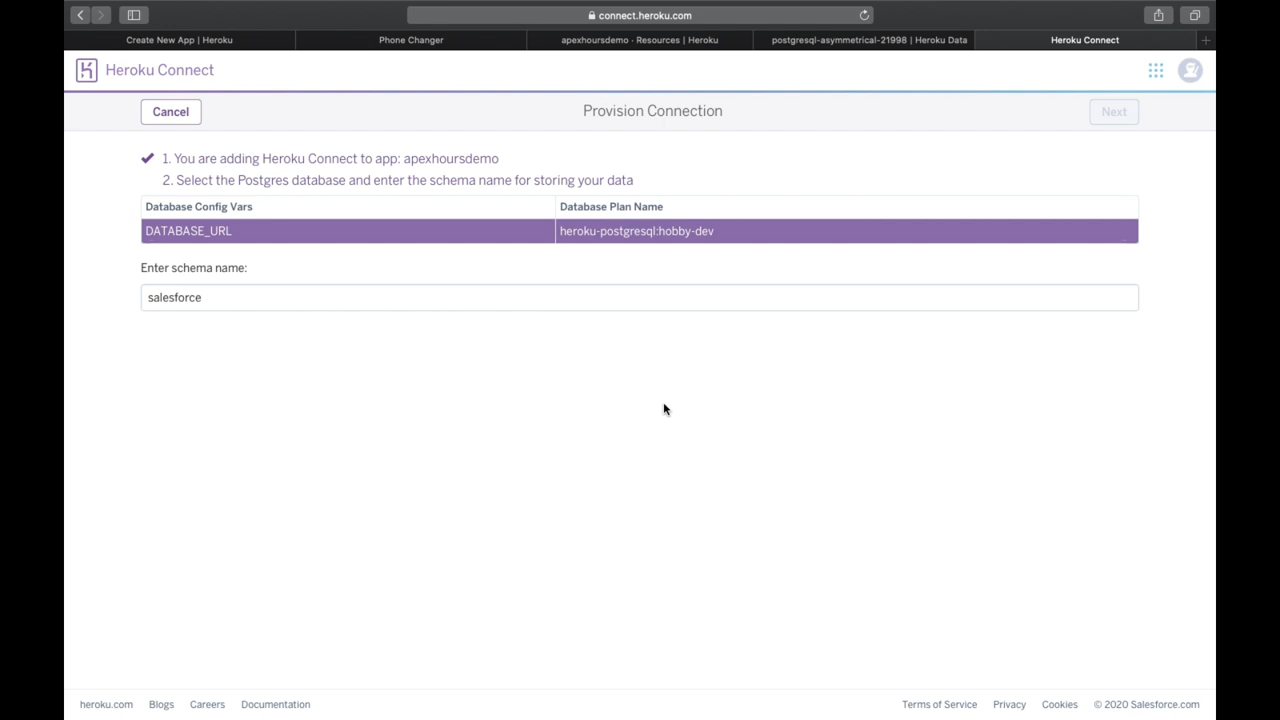 connect.heroku.com
Create New App | Heroku
Phone Changer
apexhoursdemo · Resources | Heroku
postgresql-asymmetrical-21998 | Heroku Data
Heroku Connect
Heroku Connect
Cancel
Provision Connection
Next
1. You are adding Heroku Connect to app: apexhoursdemo
2. Select the Postgres database and enter the schema name for storing your data
Database Config Vars
Database Plan Name
DATABASE_URL
heroku-postgresql:hobby-dev
Enter schema name:
salesforce
heroku.com
Blogs
Careers
Documentation
Terms of Service
Privacy
Cookies
© 2020 Salesforce.com